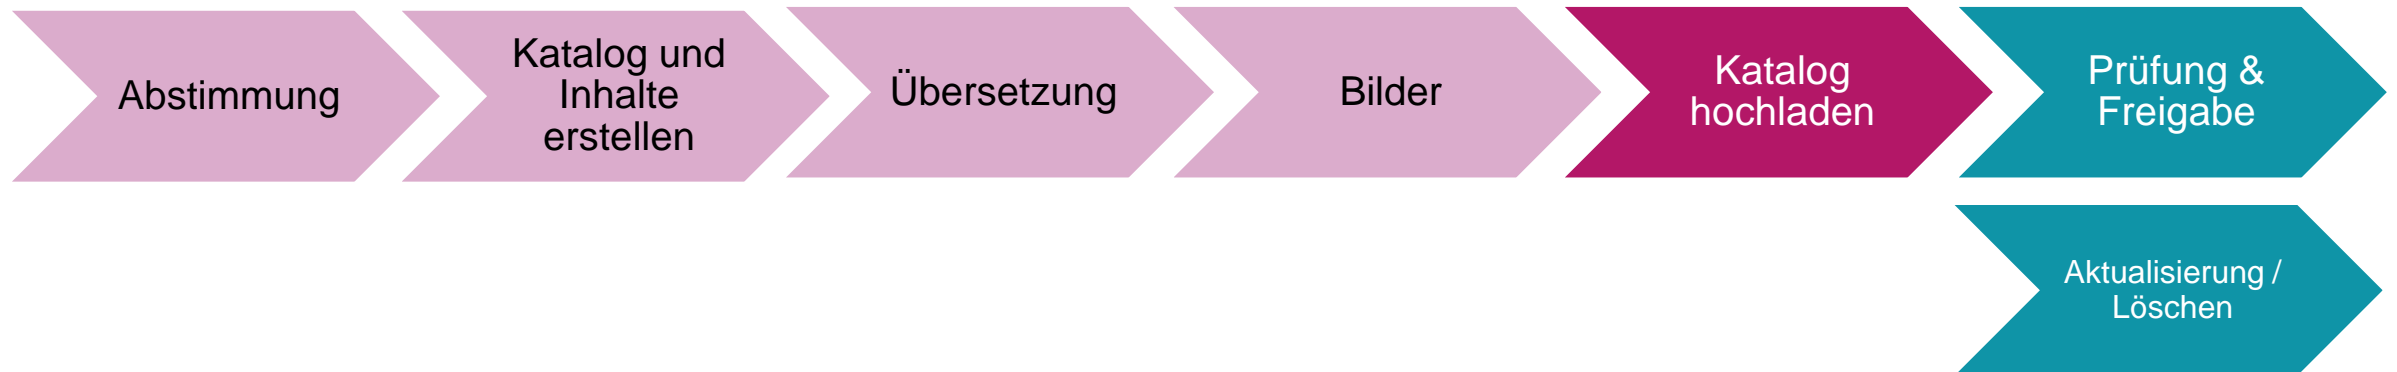 Abstimmung
Katalog und
Inhalte
erstellen
Übersetzung
Bilder
Katalog
hochladen
Prüfung &
Freigabe
Aktualisierung /
Löschen